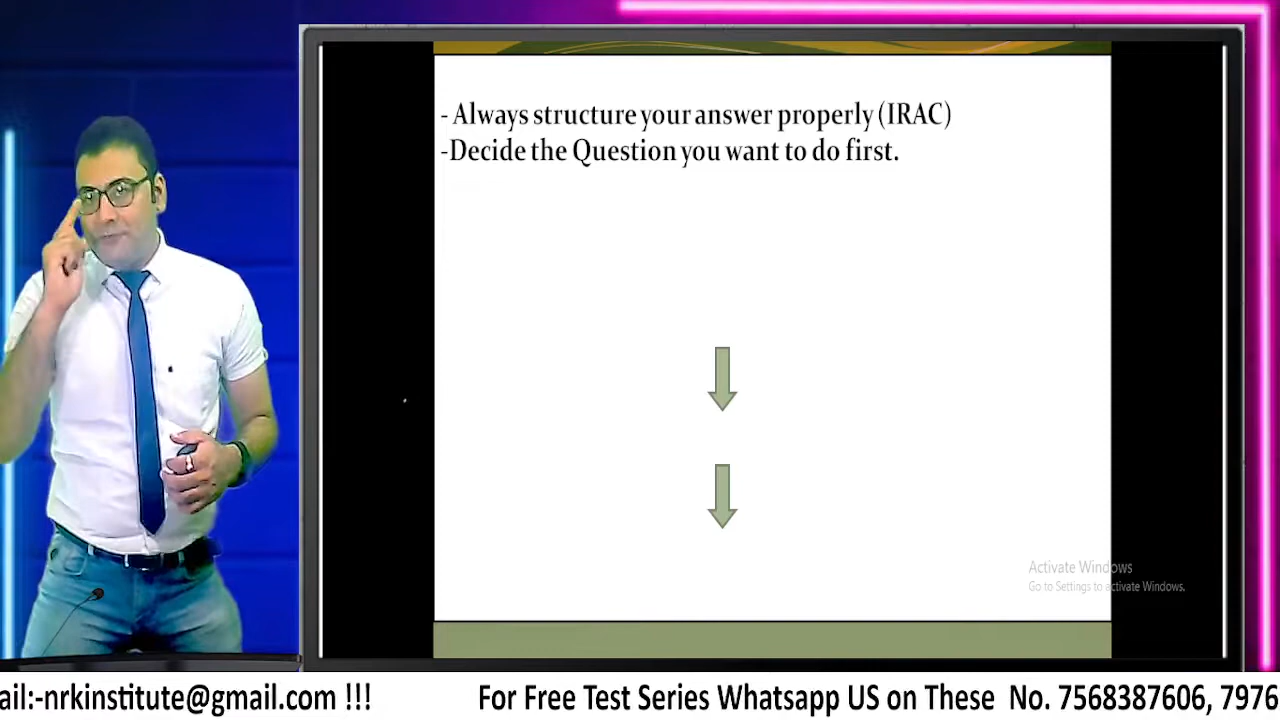 - Always structure your answer properly (IRAC)
-Decide the Question you want to do first.
Activate Windows
Go to Settings to activate Windows.
ail:-nrkinstitute@gmail.com !!! For Free Test Series Whatsapp US on These No. 7568387606, 7976